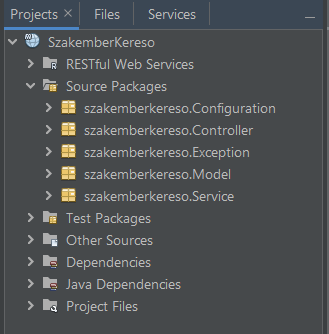 Projects × Files Services
SzakemberKereso
RESTful Web Services
Source Packages
szakemberkereso.Configuration
szakemberkereso.Controller
szakemberkereso.Exception
szakemberkereso.Model
szakemberkereso.Service
Test Packages
Other Sources
Dependencies
Java Dependencies
Project Files